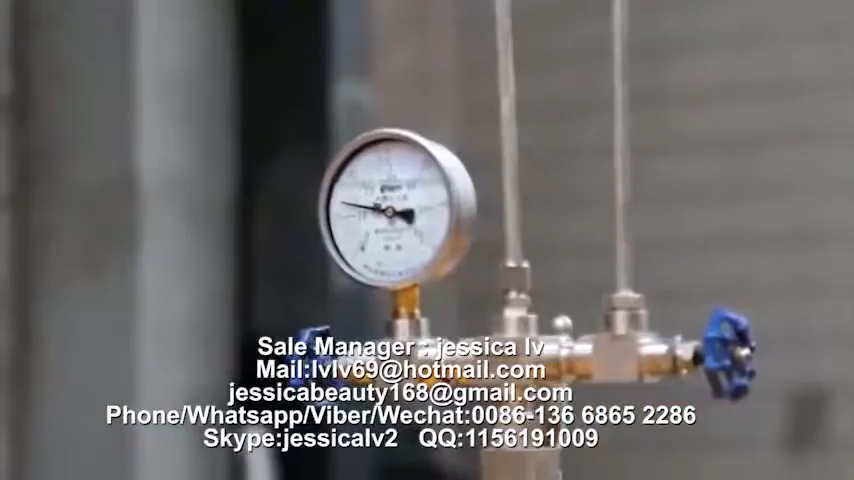 Sale Manager : jessica lv
Mail:lvlv69@hotmail.com
jessicabeauty168@gmail.com
Phone/Whatsapp/Viber/Wechat:0086-136 6865 2286
Skype:jessicalv2 QQ:1156191009